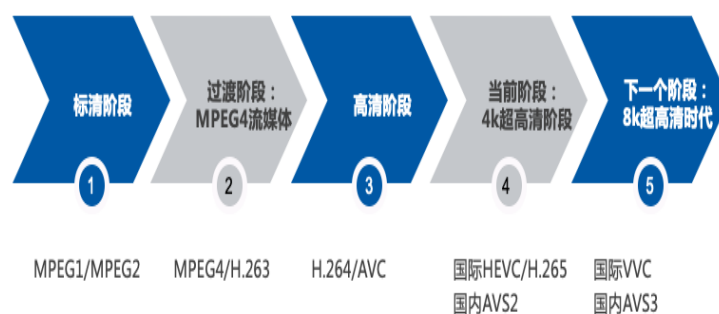 标清阶段
过渡阶段：
MPEG4流媒体
高清阶段
当前阶段：
4k超高清阶段
下一个阶段：
8k超高清时代
1
2
3
4
5
MPEG1/MPEG2
MPEG4/H.263
H.264/AVC
国际HEVC/H.265
国内AVS2
国际VVC
国内AVS3